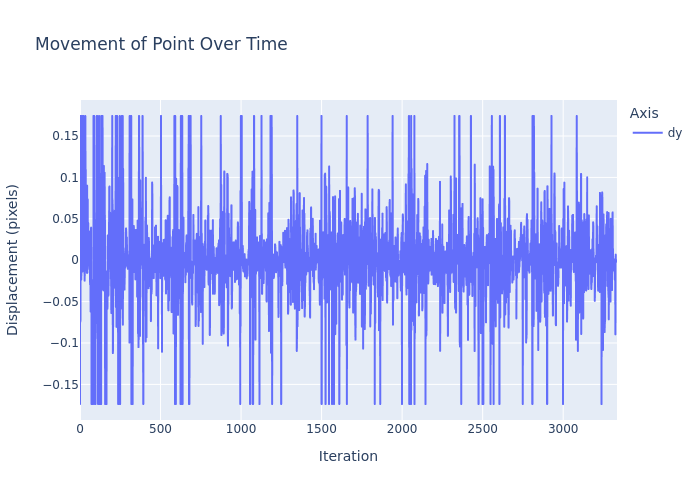 Movement of Point Over Time
Axis
dy
0.15
0.1
0.05
0
−0.05
−0.1
−0.15
Displacement (pixels)
0
500
1000
1500
2000
2500
3000
Iteration